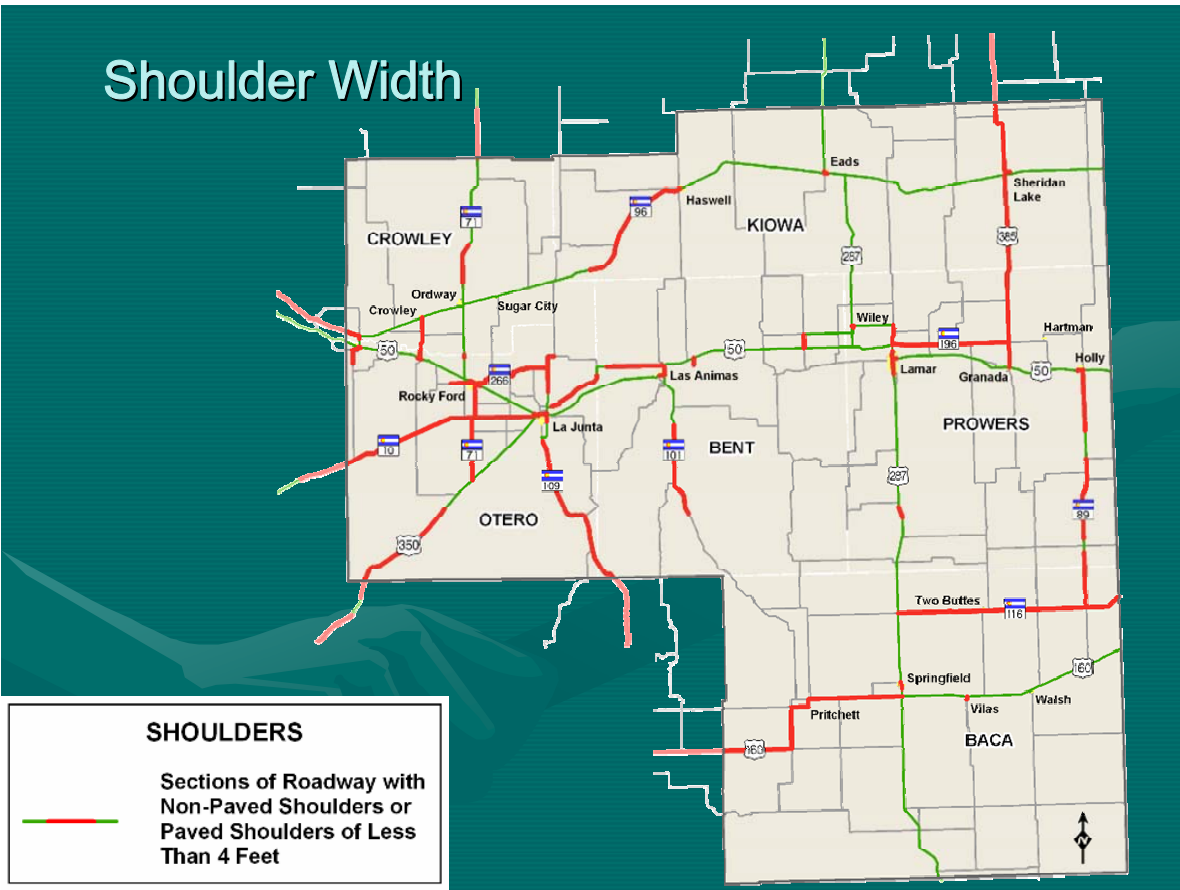 Shoulder Width
Eads
Sheridan
Lake
Haswell
96
71
KIOWA
CROWLEY
385
287
Ordway
Sugar City
Crowley
Wiley
Hartman
196
50
50
Holly
266
Las Animas
Lamar
Granada
50
Rocky Ford
La Junta
PROWERS
10
71
101
BENT
109
287
89
OTERO
350
Two Buttes
116
160
Springfield
Walsh
Vilas
Pritchett
BACA
160
SHOULDERS
Sections of Roadway with
Non-Paved Shoulders or
Paved Shoulders of Less
Than 4 Feet
N